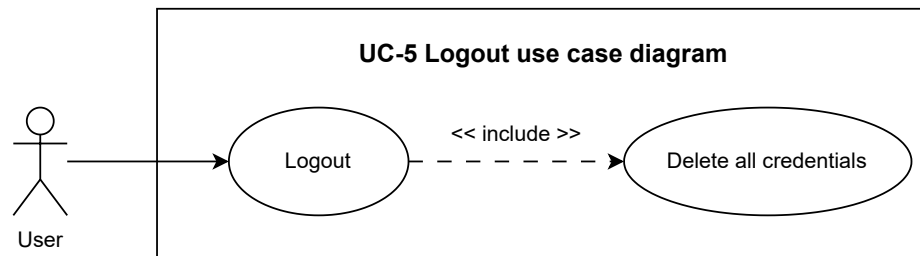 UC-5 Logout use case diagram
<< include >>
Logout
Delete all credentials
User